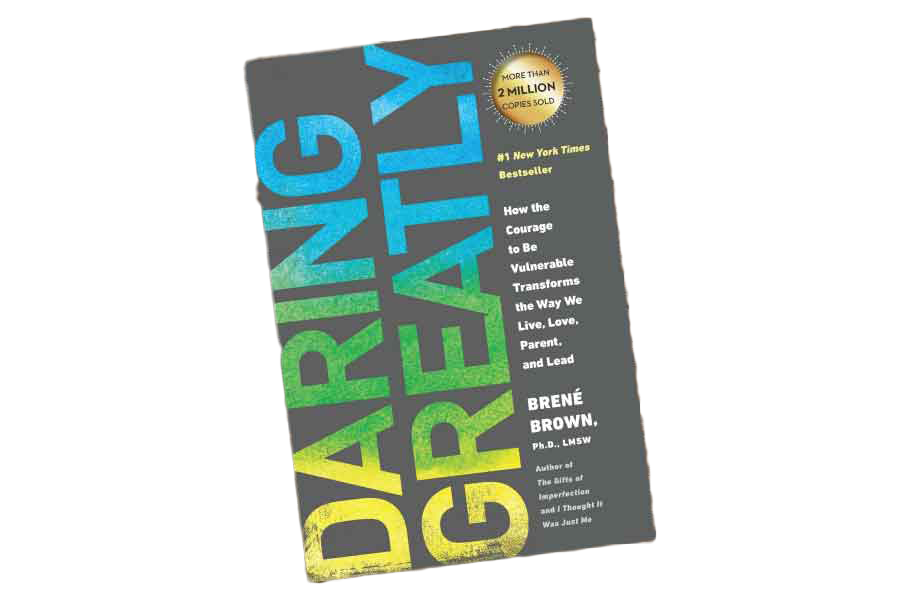 DARING
GREATLY
MORE THAN
2 MILLION
COPIES SOLD
#1 New York Times
Bestseller
How the
Courage
to Be
Vulnerable
Transforms
the Way We
Live, Love,
Parent,
and Lead
BRENÉ
BROWN,
Ph.D., LMSW
Author of
The Gifts of
Imperfection
and I Thought It
Was Just Me